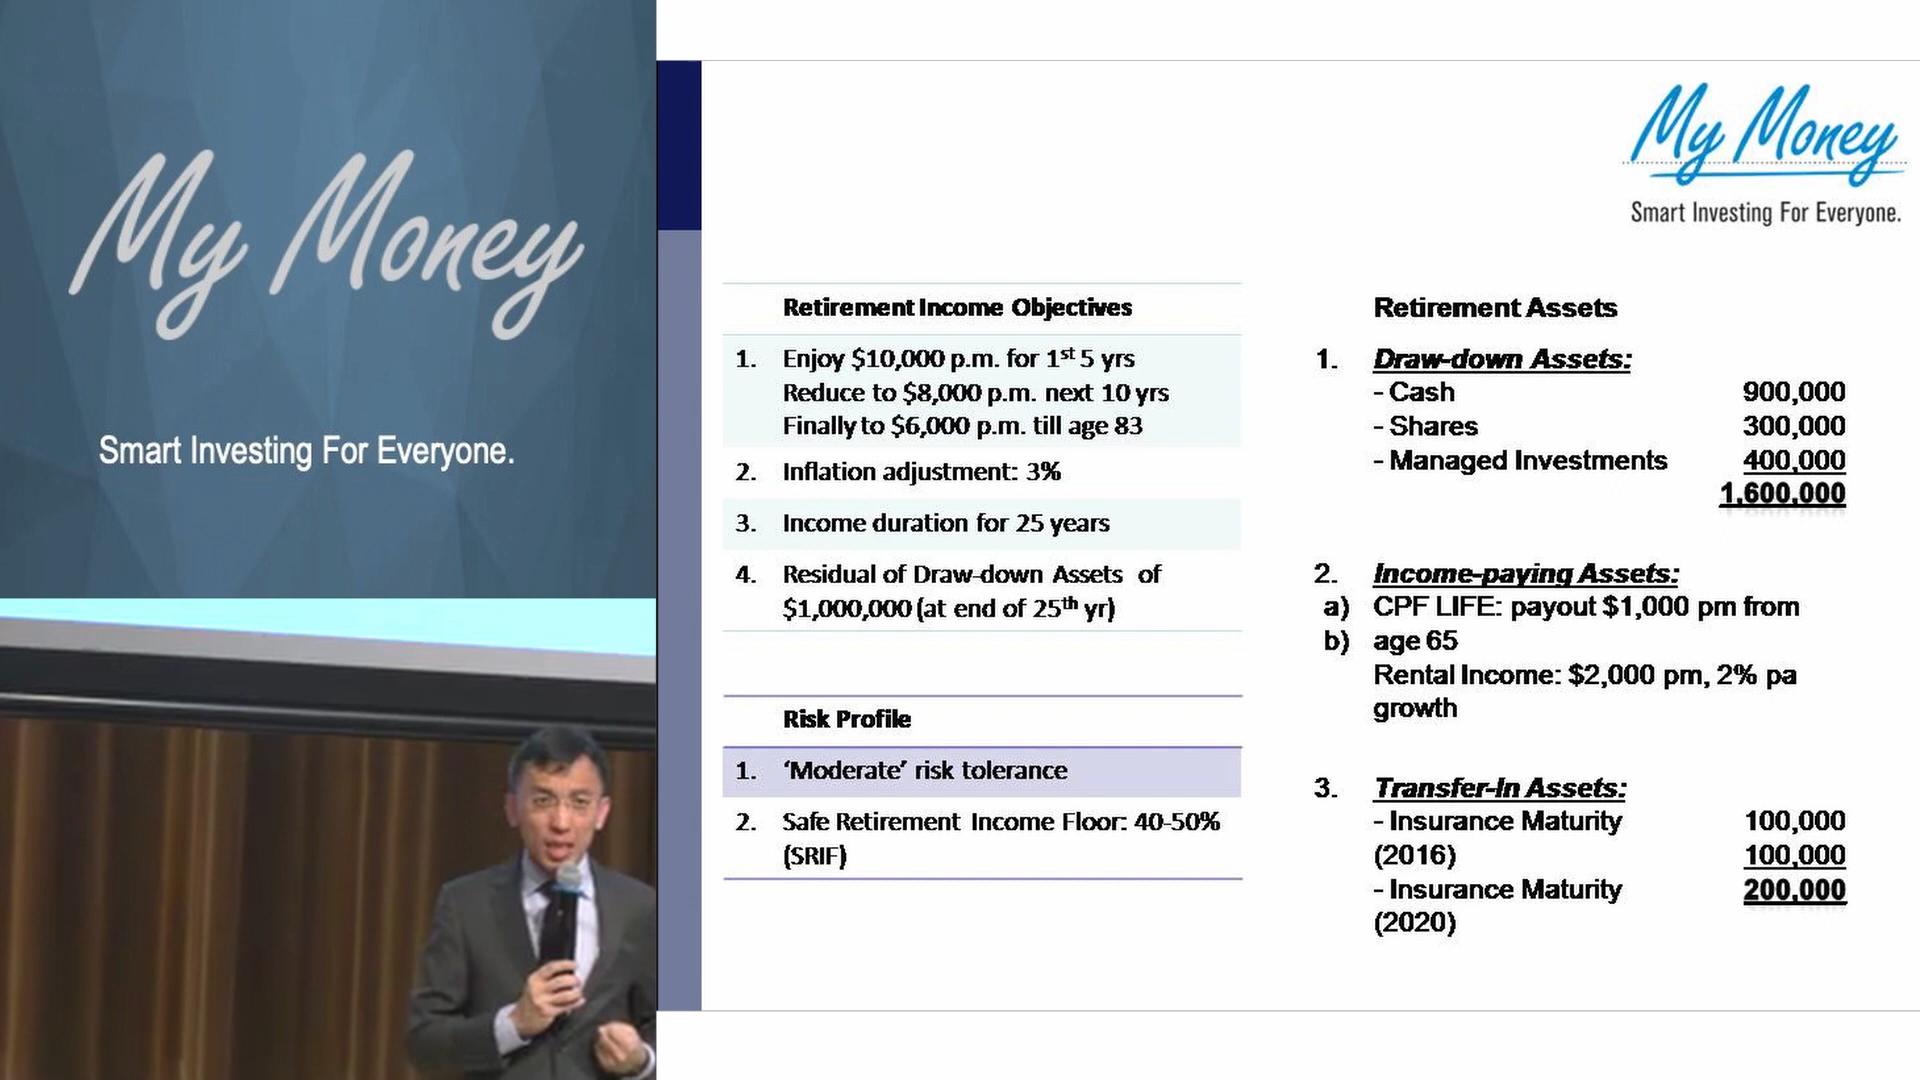 My Money
Smart Investing For Everyone.
My Money
Smart Investing For Everyone.
Retirement Income Objectives
1. Enjoy $10,000 p.m. for 1st 5 yrs
Reduce to $8,000 p.m. next 10 yrs
Finally to $6,000 p.m. till age 83
2. Inflation adjustment: 3%
3. Income duration for 25 years
4. Residual of Draw-down Assets of
$1,000,000 (at end of 25th yr)
Risk Profile
1. ‘Moderate’ risk tolerance
2. Safe Retirement Income Floor: 40-50%
(SRIF)
Retirement Assets
1. Draw-down Assets:
- Cash 900,000
- Shares 300,000
- Managed Investments 400,000
1,600,000
2. Income-paying Assets:
a) CPF LIFE: payout $1,000 pm from
b) age 65
Rental Income: $2,000 pm, 2% pa
growth
3. Transfer-In Assets:
- Insurance Maturity 100,000
(2016) 100,000
- Insurance Maturity 200,000
(2020)